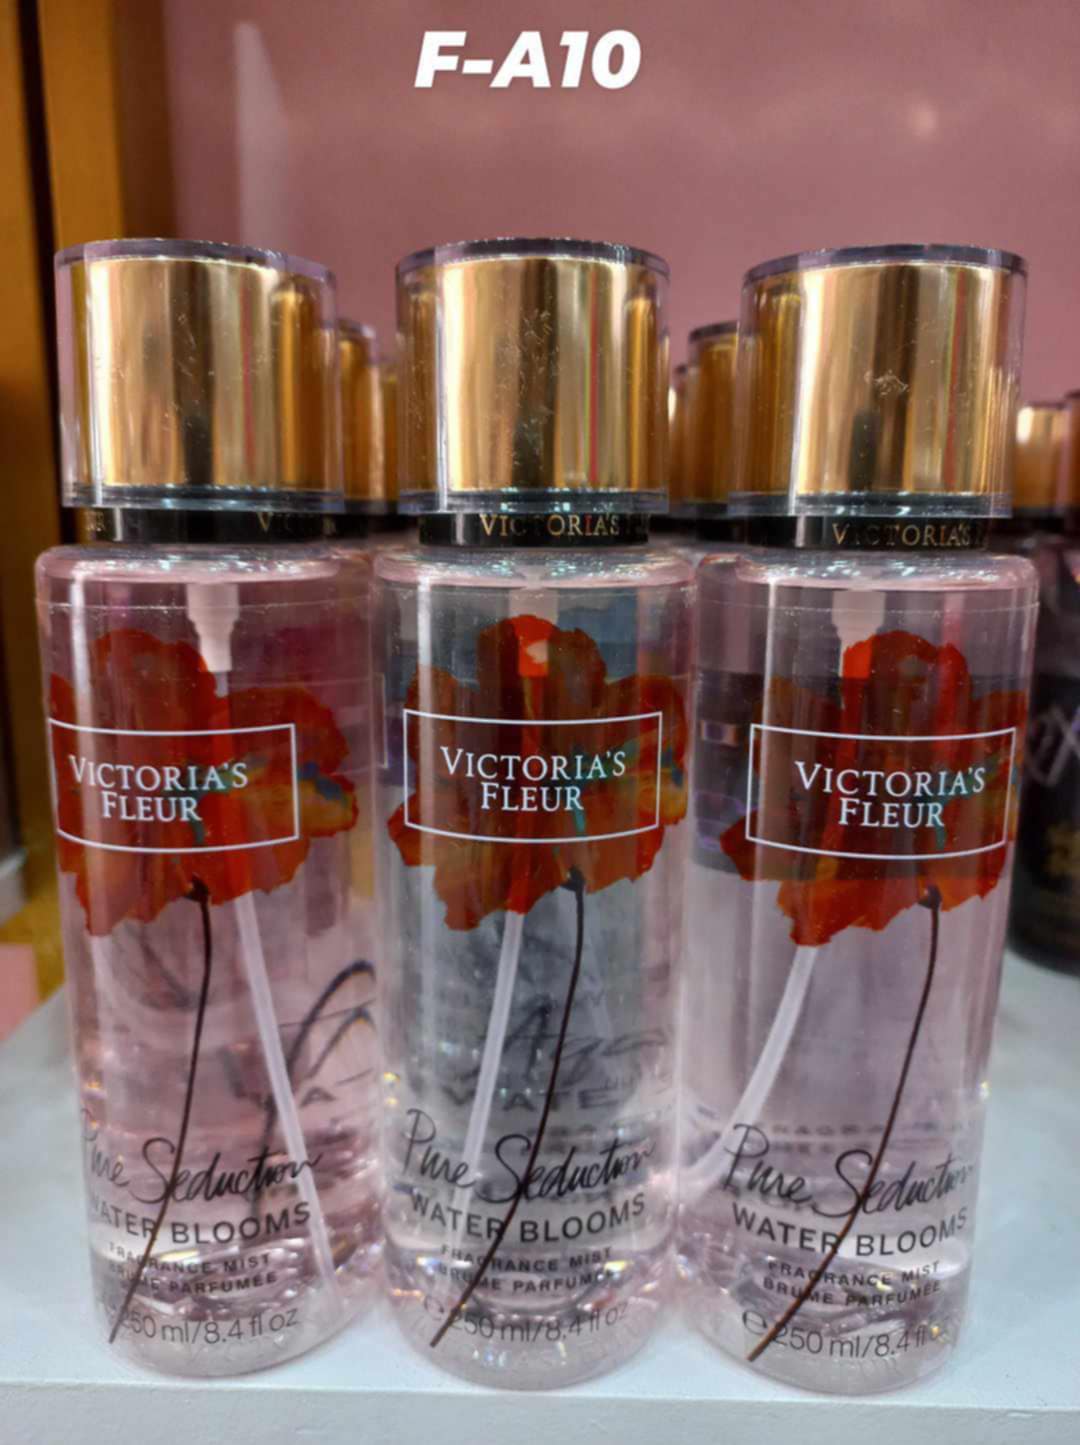 F-A10
VICTORIA'S
VICTORIA'S
VICTORIA'S
FLEUR
Pure Seduction
WATER BLOOMS
FRAGRANCE MIST
BRUME PARFUMÉE
250 ml/8.4 fl oz
VICTORIA'S
FLEUR
Pure Seduction
WATER BLOOMS
FRAGRANCE MIST
BRUME PARFUMÉE
℮250 ml/8.4 fl oz
VICTORIA'S
FLEUR
Pure Seduction
WATER BLOOMS
FRAGRANCE MIST
BRUME PARFUMÉE
℮250 ml/8.4 fl